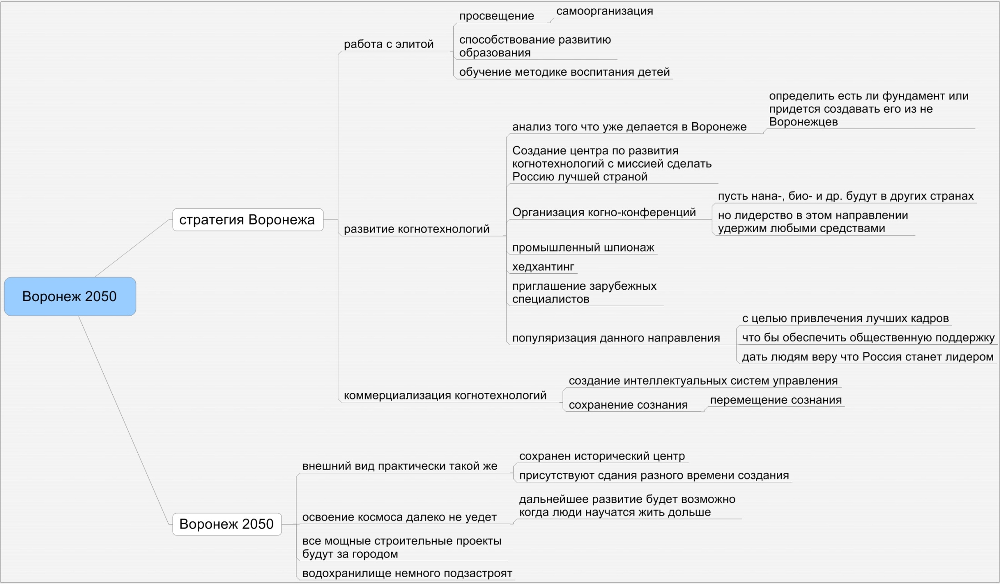 Воронеж 2050
стратегия Воронежа
работа с элитой
просвещение
самоорганизация
способствование развитию
образования
обучение методике воспитания детей
развитие когнотехнологий
анализ того что уже делается в Воронеже
определить есть ли фундамент или
придется создавать его из не
Воронежцев
Создание центра по развития
когнотехнологий с миссией сделать
Россию лучшей страной
Организация когно-конференций
пусть нана-, био- и др. будут в других странах
но лидерство в этом направлении
удержим любыми средствами
промышленный шпионаж
хедхантинг
приглашение зарубежных
специалистов
популяризация данного направления
с целью привлечения лучших кадров
что бы обеспечить общественную поддержку
дать людям веру что Россия станет лидером
коммерциализация когнотехнологий
создание интеллектуальных систем управления
сохранение сознания
перемещение сознания
Воронеж 2050
внешний вид практически такой же
сохранен исторический центр
присутствуют сдания разного времени создания
освоение космоса далеко не уедет
дальнейшее развитие будет возможно
когда люди научатся жить дольше
все мощные строительные проекты
будут за городом
водохранилище немного подзастроят